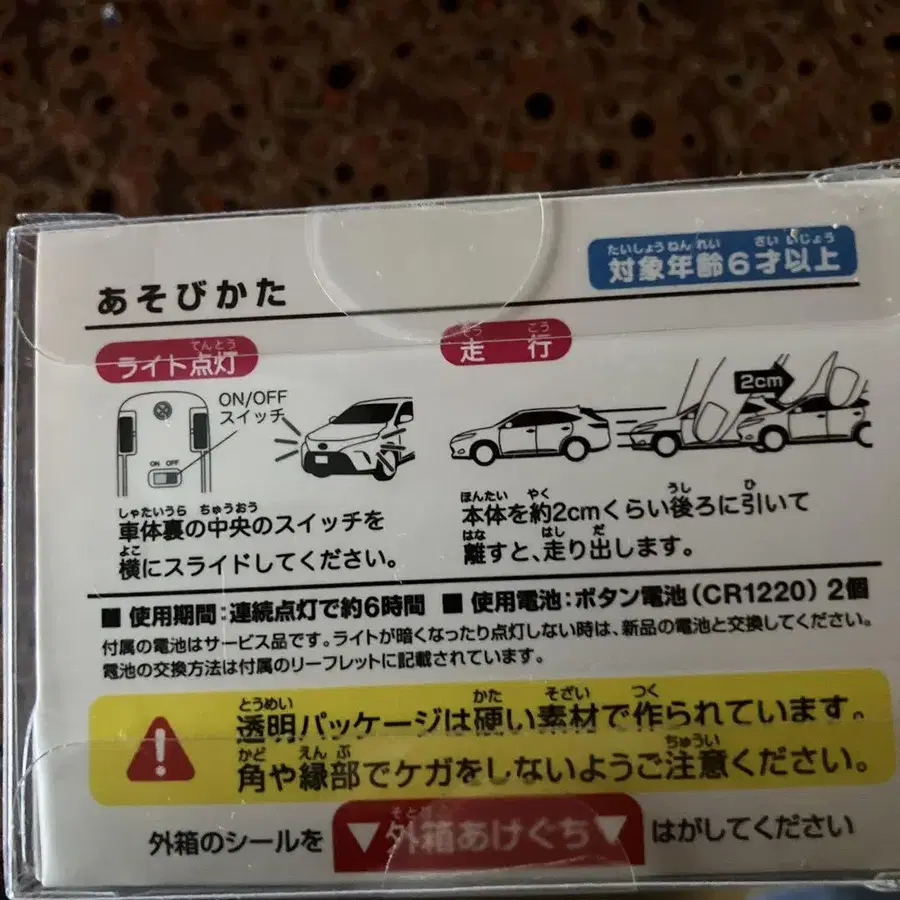 たいしょうねんれい さい いじょう
対象年齢6才以上
あそびかた
てんとう
ライト点灯
そう こう
走行
ON/OFF
スイッチ
ON OFF
2cm
しゃたいうら ちゅうおう
車体裏の中央のスイッチを
よこ
横にスライドしてください。
ほんたい やく うし ひ
本体を約2cmくらい後ろに引いて
はな はし だ
離すと、走り出します。
■ 使用期間:連続点灯で約6時間 ■ 使用電池:ボタン電池(CR1220)2個
付属の電池はサービス品です。ライトが暗くなったり点灯しない時は、新品の電池と交換してください。
電池の交換方法は付属のリーフレットに記載されています。
とうめい かた そざい つく
透明パッケージは硬い素材で作られています。
かど えんぶ ちゅうい
角や縁部でケガをしないようご注意ください。
外箱のシールを ▼外箱あけぐち▼ はがしてください